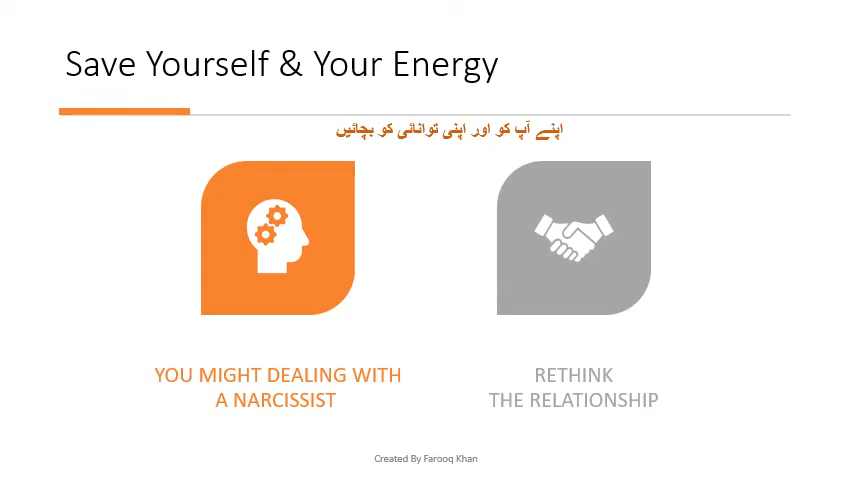 Save Yourself & Your Energy
اپنے آپ کو اور اپنی توانائی کو بچائیں
YOU MIGHT DEALING WITH
A NARCISSIST
RETHINK
THE RELATIONSHIP
Created By Farooq Khan